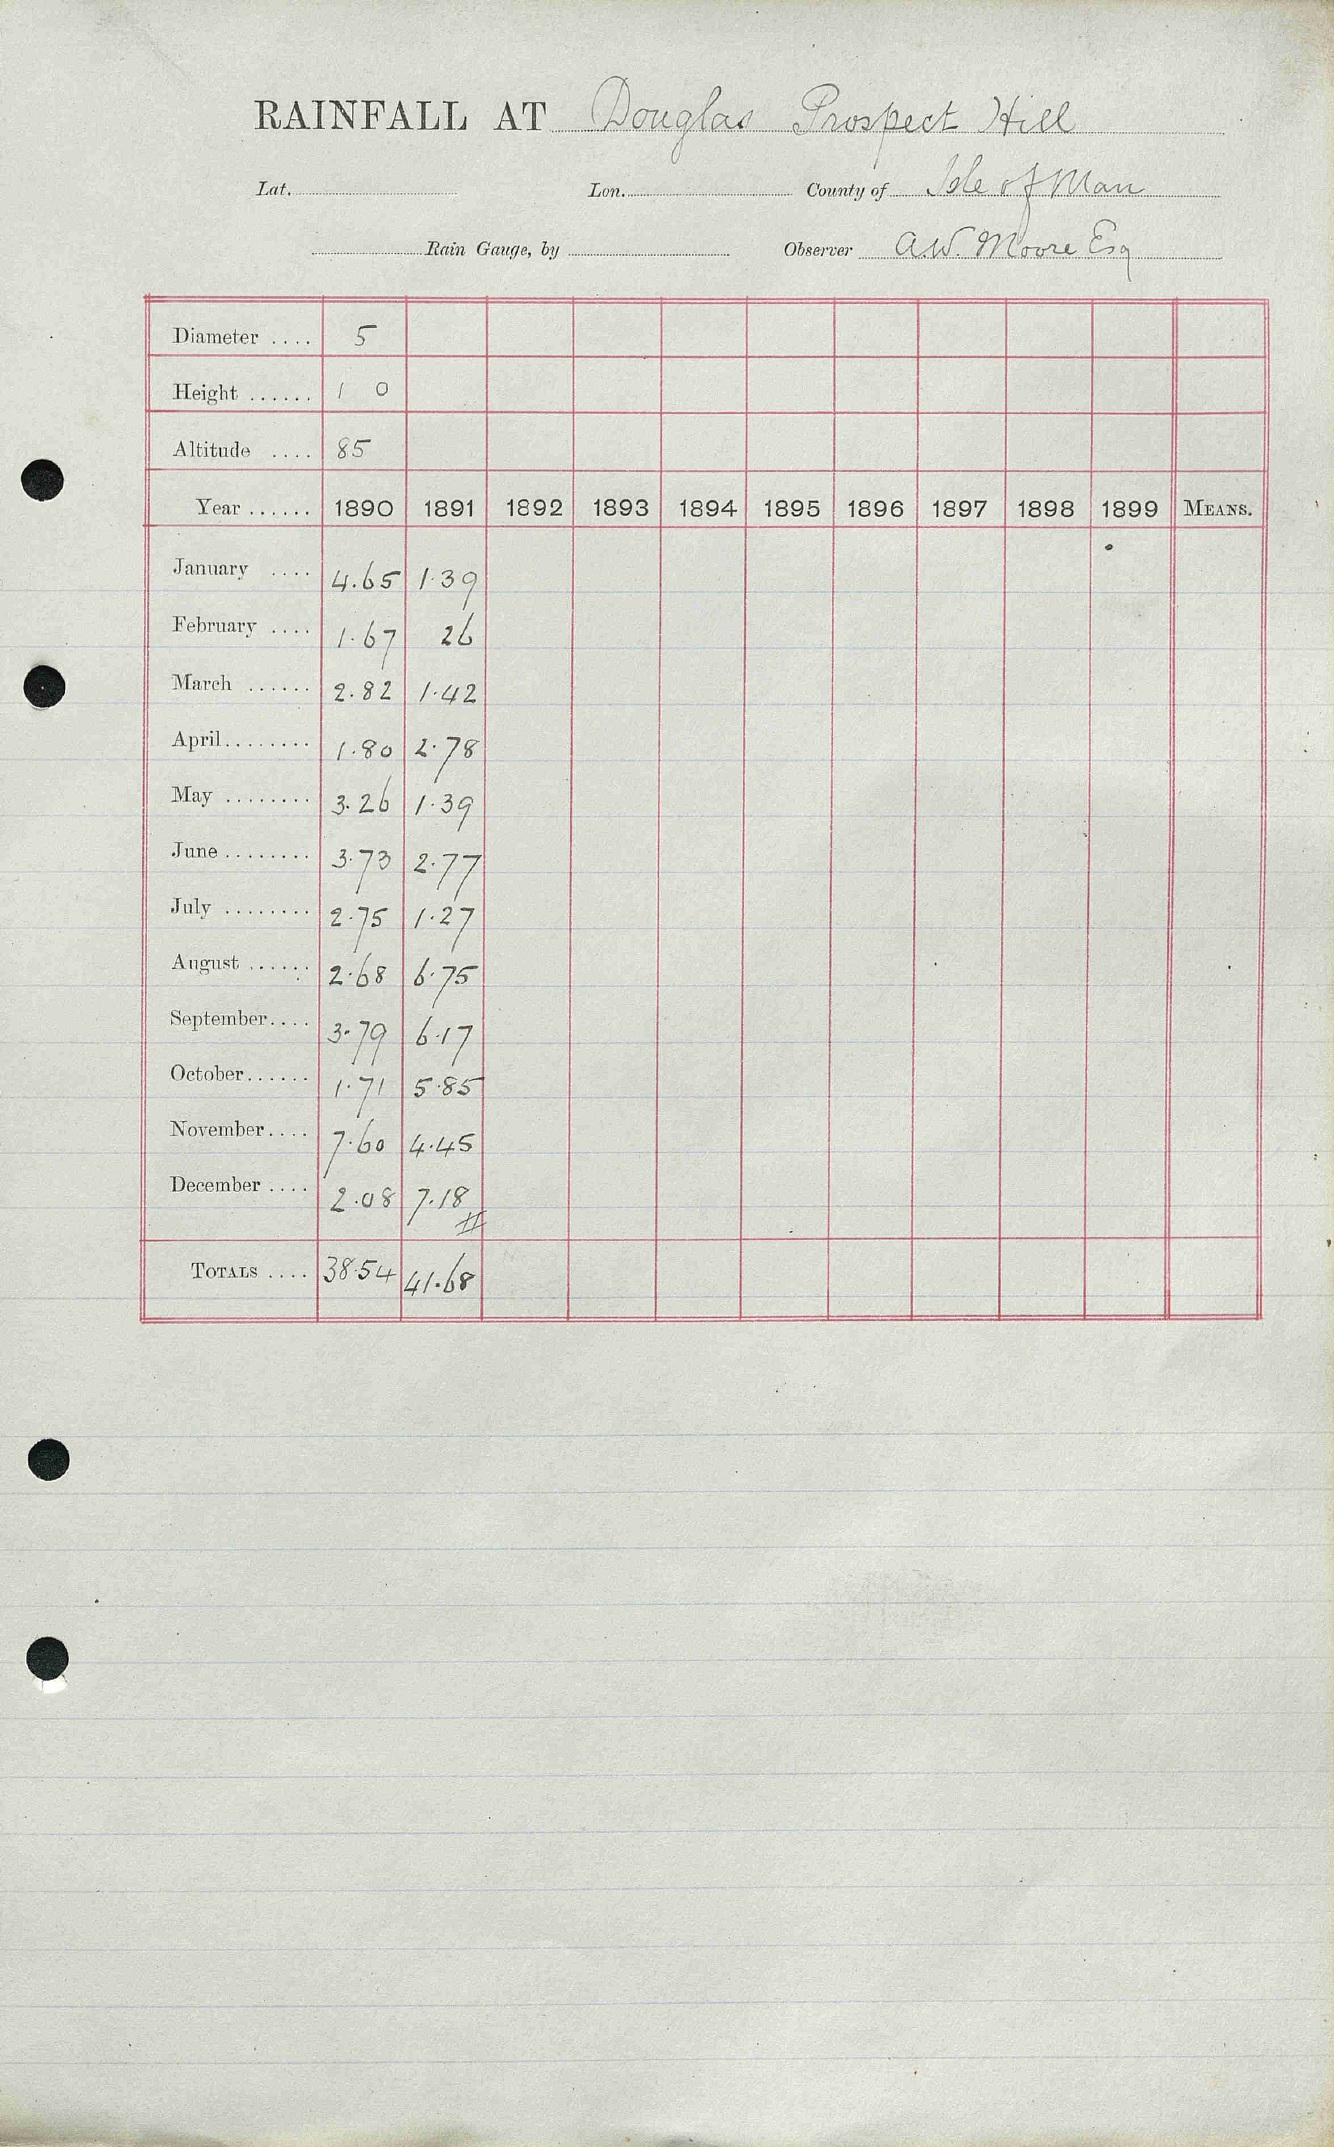 RAINFALL AT Douglas Prospect Hill
Lat. Lon. County of Isle of Man
Rain Gauge, by Observer A.W. Moore Esq
Diameter .... 5
Height ...... 1 0
Altitude .... 85
Year ...... 1890 1891 1892 1893 1894 1895 1896 1897 1898 1899 MEANS.
January .... 4.65 1.39
February .... 1.67 26
March ...... 2.82 1.42
April........ 1.80 2.78
May ........ 3.26 1.39
June ........ 3.73 2.77
July ........ 2.75 1.27
August ...... 2.68 6.75
September.... 3.79 6.17
October...... 1.71 5.85
November.... 7.60 4.45
December .... 2.08 7.18
TOTALS .... 38.54 41.68